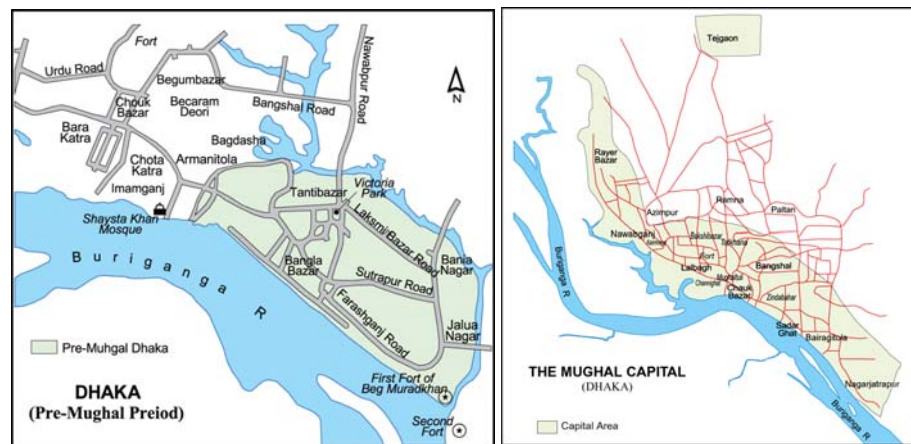 Fort
Urdu Road
Begumbazar
Chouk
Bazar
Becaram
Deori
Bangshal Road
Nawabpur Road
N
Bara
Katra
Bagdasha
Chota
Katra
Armanitola
Imamganj
Tantibazar
Victoria
Park
Shaysta Khan
Mosque
Laksmi Bazar Road
Bangla
Bazar
Bania
Nagar
Sutrapur Road
Buriganga R
Farashganj Road
Jalua
Nagar
Pre-Muhgal Dhaka
First Fort of
Beg Muradkhan
DHAKA
(Pre-Mughal Preiod)
Second
Fort
Tejgaon
Rayer
Bazar
Azimpur
Ramna
Paltan
Nawabganj
Bakshibazar
Fort
Bangshal
Lalbagh
Chauk
Bazar
Buriganga R
Sadar
Ghat
Bairagitola
THE MUGHAL CAPITAL
(DHAKA)
Nagarjatrapur
Buriganga R
Capital Area